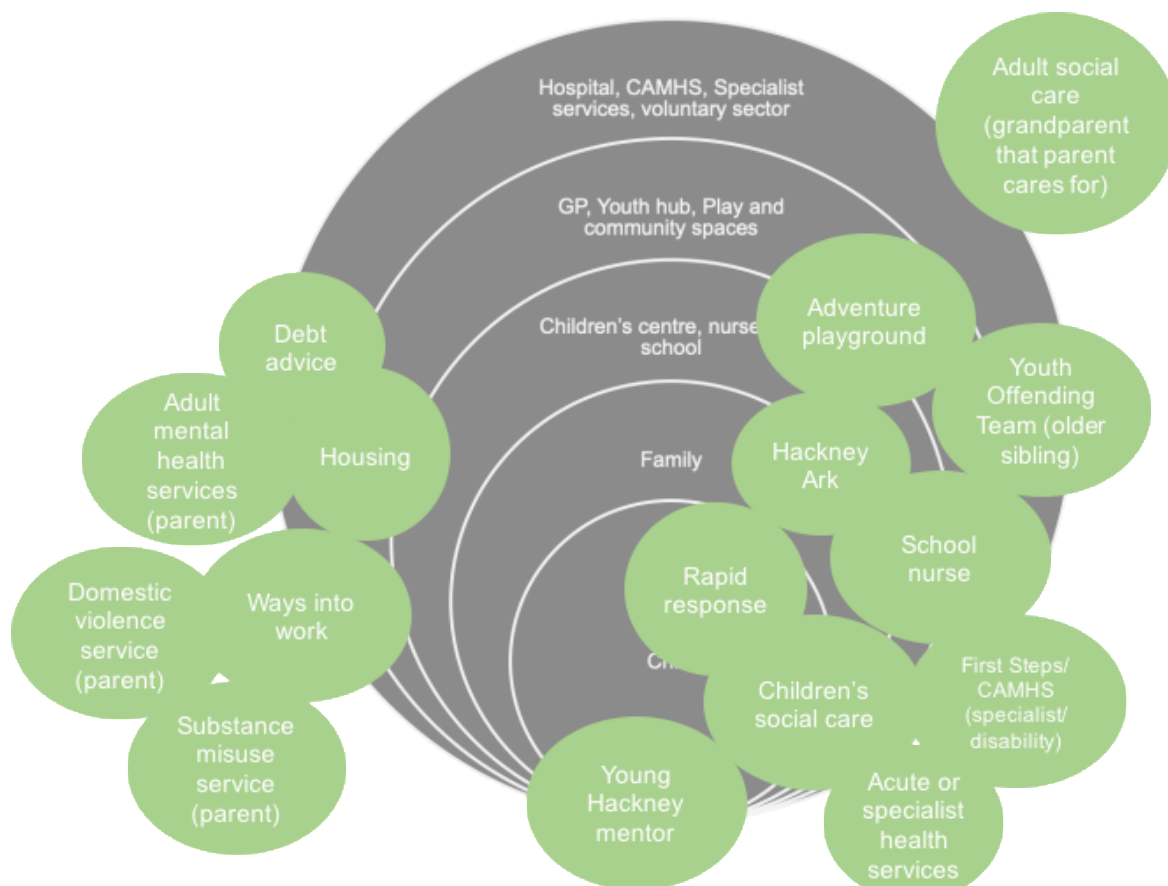 Hospital, CAMHS, Specialist
services, voluntary sector
Adult social
care
(grandparent
that parent
cares for)
GP, Youth hub, Play and
community spaces
Adventure
playground
Children's centre, nurse
school
Debt
advice
Youth
Offending
Team (older
sibling)
Adult
mental
health
services
(parent)
Housing
Family
Hackney
Ark
School
nurse
Rapid
response
Domestic
violence
service
(parent)
Ways into
work
Children's
social care
First Steps/
CAMHS
(specialist/
disability)
Substance
misuse
service
(parent)
Young
Hackney
mentor
Acute or
specialist
health
services